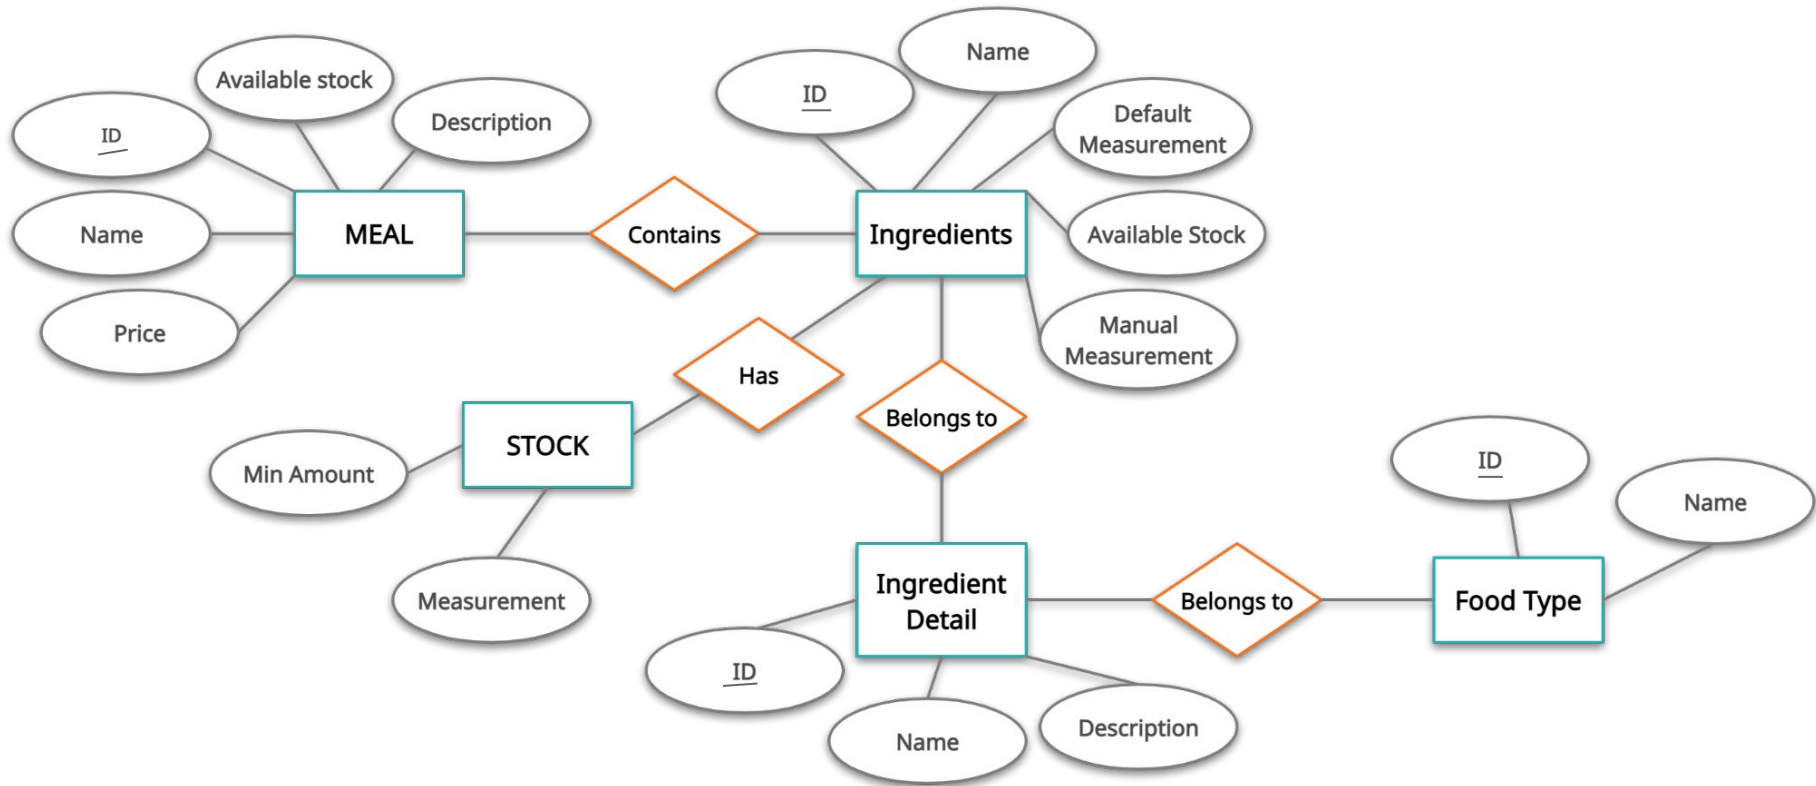 Name
Available stock
ID
Description
Default
Measurement
ID
Name
MEAL
Contains
Ingredients
Available Stock
Price
Manual
Measurement
Has
Belongs to
STOCK
Min Amount
ID
Name
Measurement
Ingredient
Detail
Belongs to
Food Type
ID
Name
Description